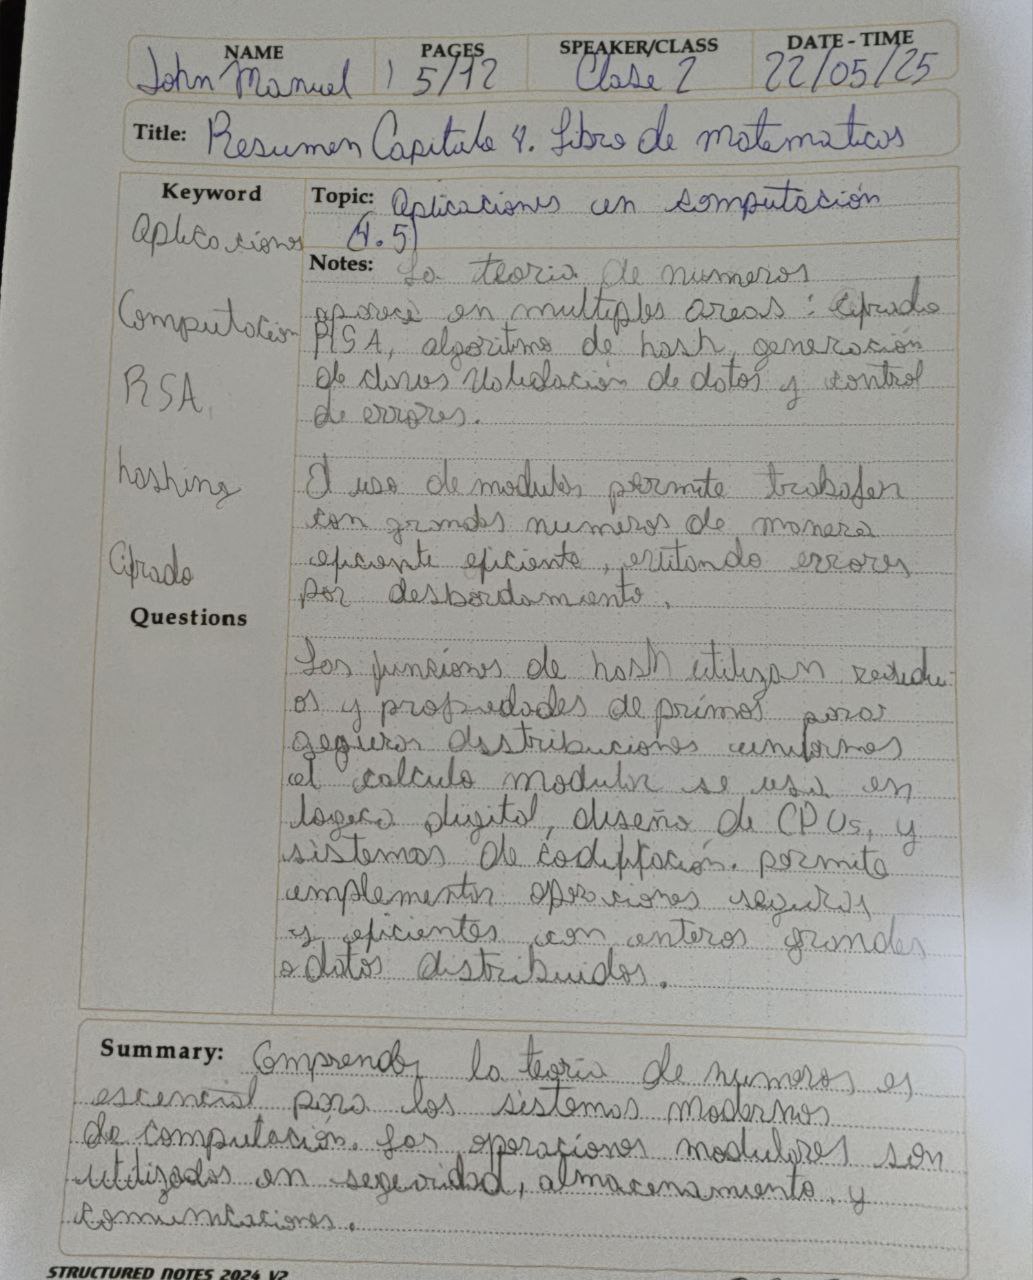 NAME PAGES SPEAKER/CLASS DATE - TIME
John Manuel 5/12 Clase 2 22/05/25
Title: Resumen Capitulo 4. Libro de matematicas
Keyword
Aplicaciones
Computación
RSA
hashing
Cifrado
Questions
Topic: Aplicaciones en computación
(4.5)
Notes: La teoria de numeros
aparece en multiples areas: Cifrado
RSA, algoritmo de hash, generación
de claves validación de datos y control
de errores.
El uso de modulos permite trabajar
con grandes numeros de manera
eficiente eficiente, evitando errores
por desbordamiento.
Las funciones de hash utilizan residu-
os y propiedades de primos para
distribuciones uniformes
el calculo modular se usa en
logica digital, diseño de CPUs, y
sistemas de codificación. permite
implementar operaciones seguras
y eficientes con enteros grandes
o datos distribuidos.
Summary: Comprender la teoria de numeros es
escencial para los sistemas modernos
de computación. Las operaciones modulares son
utilizadas en seguridad, almacenamiento y
comunicaciones.
STRUCTURED NOTES 2024 V2